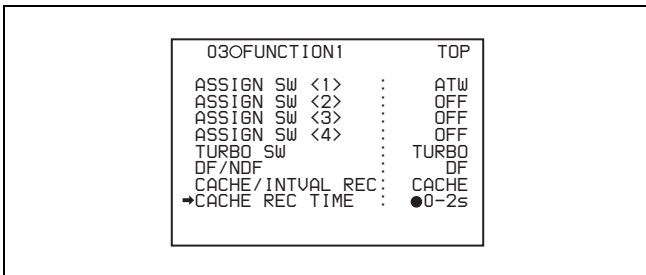 03○FUNCTION1 TOP
ASSIGN SW <1> : ATW
ASSIGN SW <2> : OFF
ASSIGN SW <3> : OFF
ASSIGN SW <4> : OFF
TURBO SW : TURBO
DF/NDF : DF
CACHE/INTVAL REC: CACHE
➡CACHE REC TIME : ●0-2s